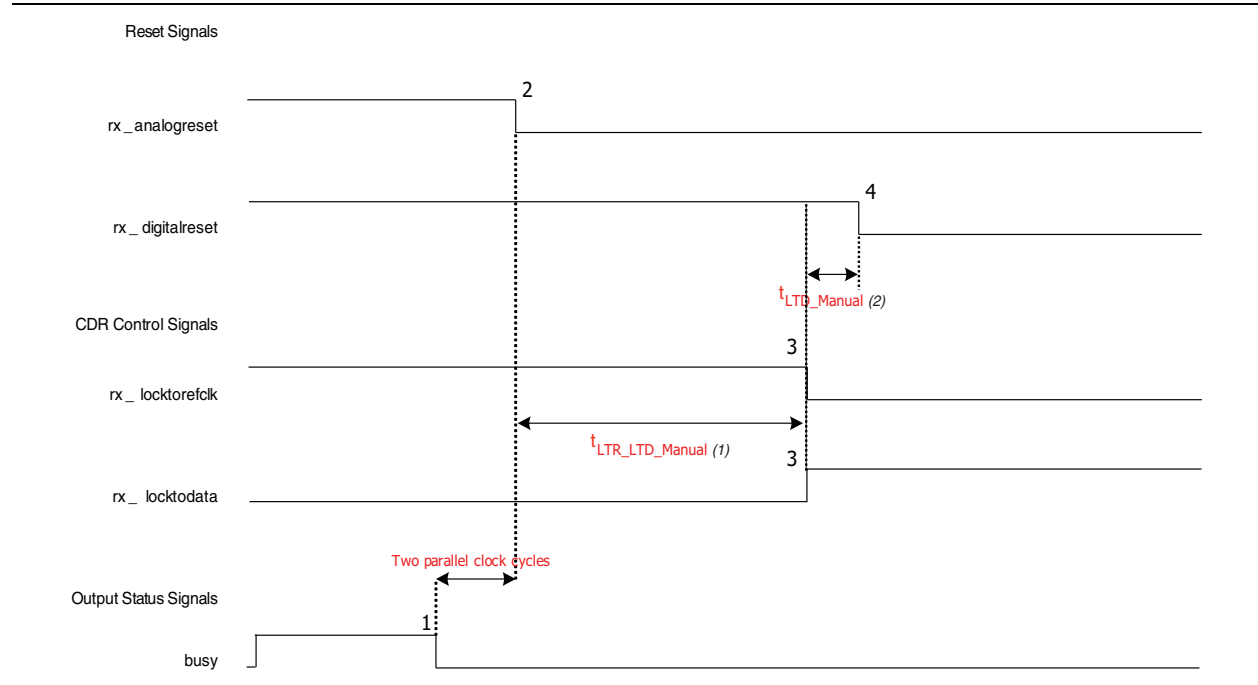 Reset Signals
2
rx _ analogreset
4
rx _ digitalreset
tLTD_Manual (2)
CDR Control Signals
3
rx _ locktorefclk
tLTR_LTD_Manual (1)
3
rx _ locktodata
Two parallel clock cycles
Output Status Signals
1
busy